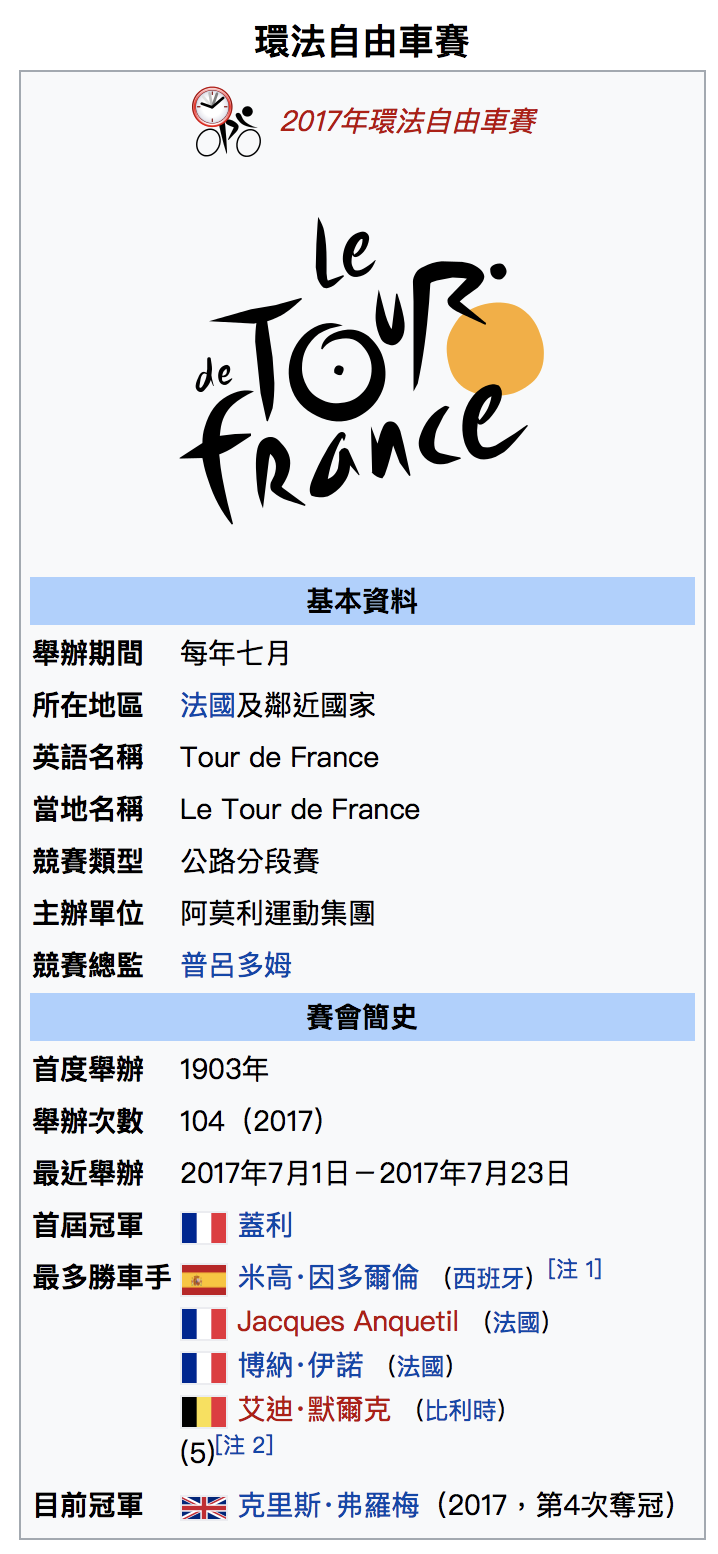 環法自由車賽
2017年環法自由車賽
Le
TOUR
de
france
基本資料
舉辦期間 每年七月
所在地區 法國及鄰近國家
英語名稱 Tour de France
當地名稱 Le Tour de France
競賽類型 公路分段賽
主辦單位 阿莫利運動集團
競賽總監 普呂多姆
賽會簡史
首度舉辦 1903年
舉辦次數 104（2017）
最近舉辦 2017年7月1日－2017年7月23日
首屆冠軍 蓋利
最多勝車手 米高·因多爾倫 （西班牙）[注 1]
Jacques Anquetil （法國）
博納·伊諾 （法國）
艾迪·默爾克 （比利時）
(5)[注 2]
目前冠軍 克里斯·弗羅梅（2017，第4次奪冠）